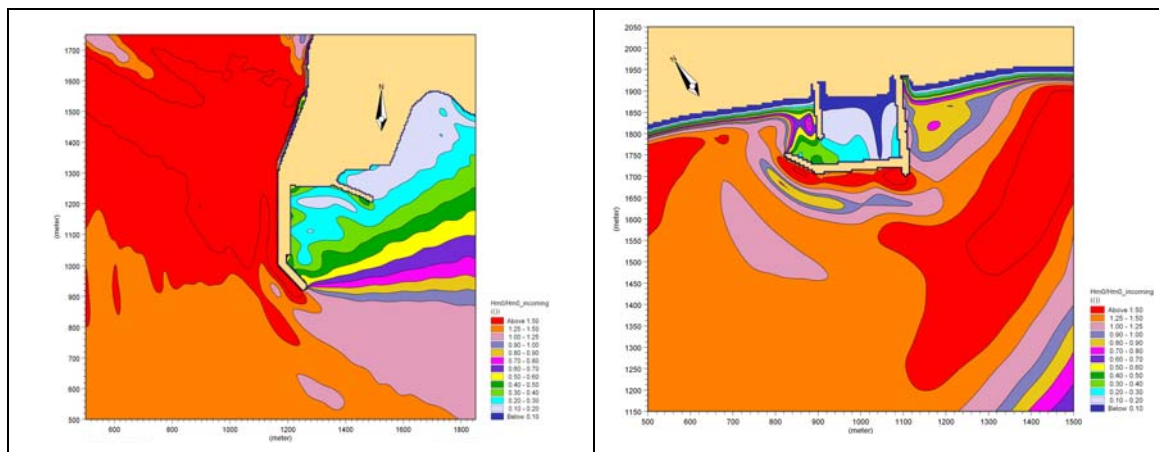 1700
1600
1500
1400
1300
1200
1100
1000
900
800
700
600
500
(meter)
600 800 1000 1200 1400 1600 1800
(meter)
N
Hm0/Hm0_incoming
(())
Above 1.50
1.25 - 1.50
1.00 - 1.25
0.90 - 1.00
0.80 - 0.90
0.70 - 0.80
0.60 - 0.70
0.50 - 0.60
0.40 - 0.50
0.30 - 0.40
0.20 - 0.30
0.10 - 0.20
Below 0.10
2050
2000
1950
1900
1850
1800
1750
1700
1650
1600
1550
1500
1450
1400
1350
1300
1250
1200
1150
(meter)
500 600 700 800 900 1000 1100 1200 1300 1400 1500
(meter)
N
Hm0/Hm0_incoming
(())
Above 1.50
1.25 - 1.50
1.00 - 1.25
0.90 - 1.00
0.80 - 0.90
0.70 - 0.80
0.60 - 0.70
0.50 - 0.60
0.40 - 0.50
0.30 - 0.40
0.20 - 0.30
0.10 - 0.20
Below 0.10